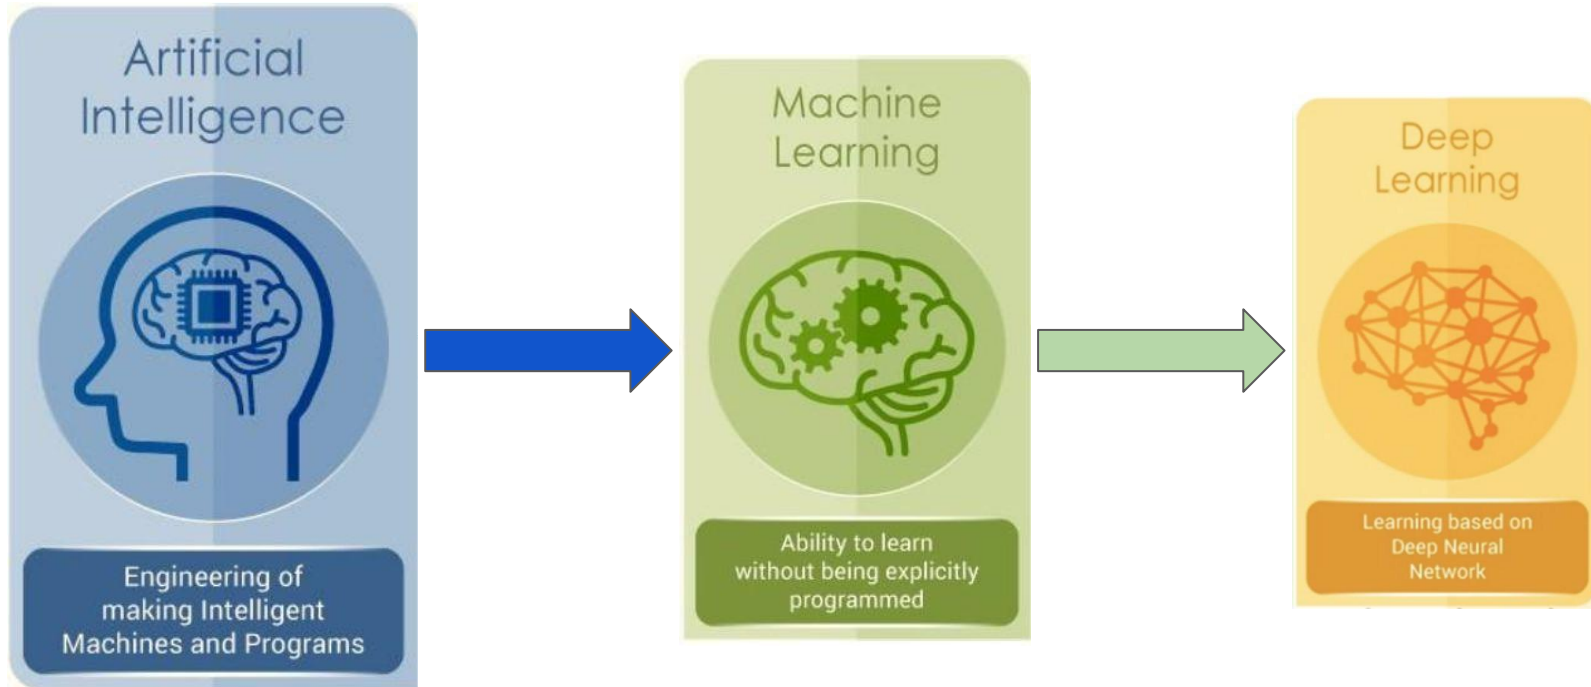 Artificial
Intelligence
Engineering of
making Intelligent
Machines and Programs
Machine
Learning
Ability to learn
without being explicitly
programmed
Deep
Learning
Learning based on
Deep Neural
Network